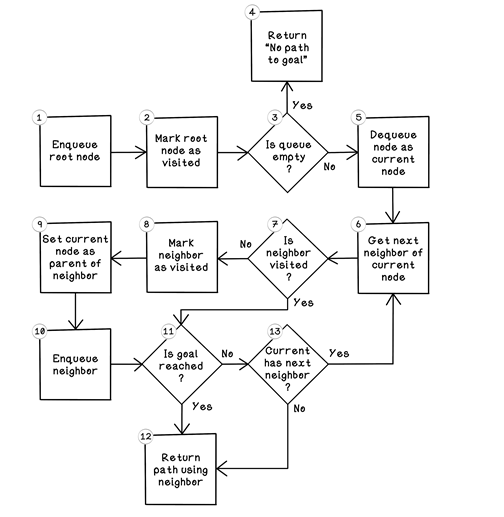 4
Return
"No path
to goal"
Yes
1
Enqueue
root node
2
Mark root
node as
visited
3
Is queue
empty
?
No
5
Dequeue
node as
current
node
9
Set current
node as
parent of
neighbor
8
Mark
neighbor
as visited
No
7
Is
neighbor
visited
?
Yes
6
Get next
neighbor of
current
node
10
Enqueue
neighbor
11
Is goal
reached
?
No
Yes
13
Current
has next
neighbor
?
Yes
No
12
Return
path using
neighbor